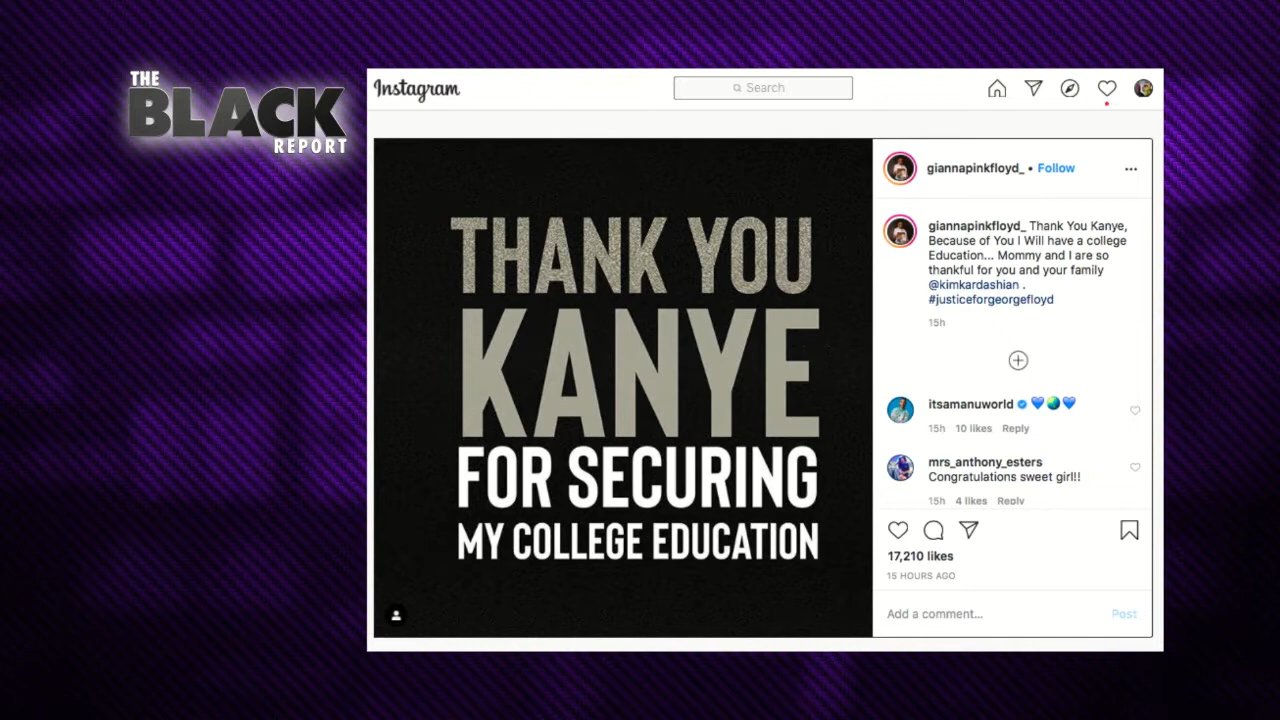 THE
BLACK
REPORT
Instagram
Search
THANK YOU
KANYE
FOR SECURING
MY COLLEGE EDUCATION
giannapinkfloyd_ • Follow
giannapinkfloyd_ Thank You Kanye,
Because of You I Will have a college
Education... Mommy and I are so
thankful for you and your family
@kimkardashian .
#justiceforgeorgefloyd
15h
itsamanuworld 💙🌏💙
15h 10 likes Reply
mrs_anthony_esters
Congratulations sweet girl!!
15h 4 likes Reply
17,210 likes
15 HOURS AGO
Add a comment...
Post